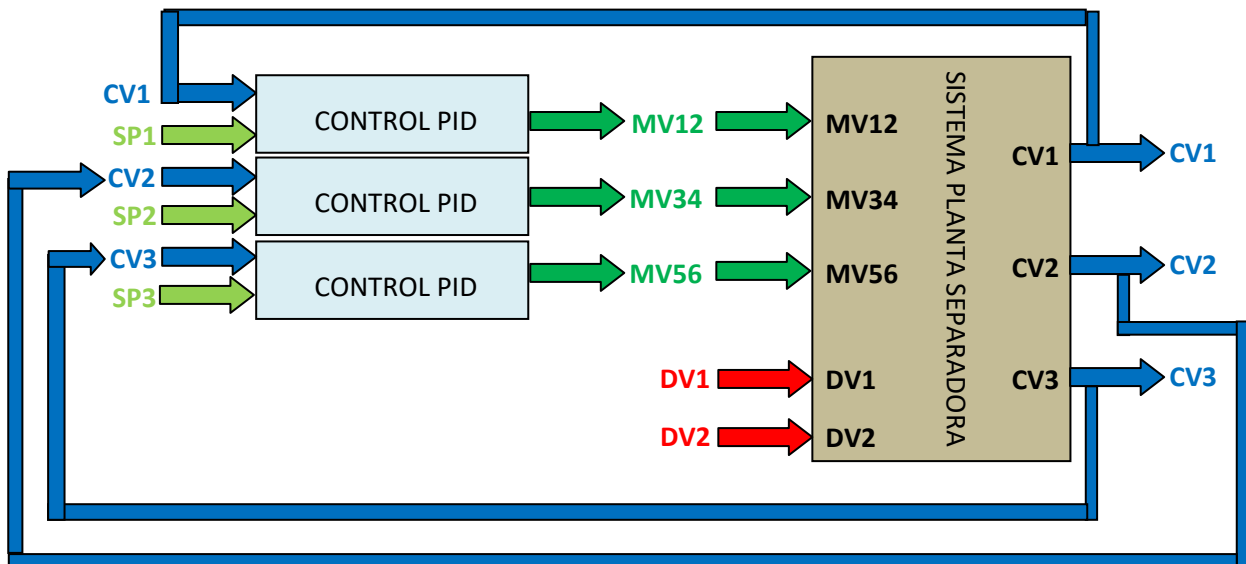 CV1
SP1
CV2
SP2
CV3
SP3
CONTROL PID
CONTROL PID
CONTROL PID
MV12
MV34
MV56
DV1
DV2
MV12
MV34
MV56
DV1
DV2
SISTEMA PLANTA SEPARADORA
CV1
CV2
CV3
CV1
CV2
CV3